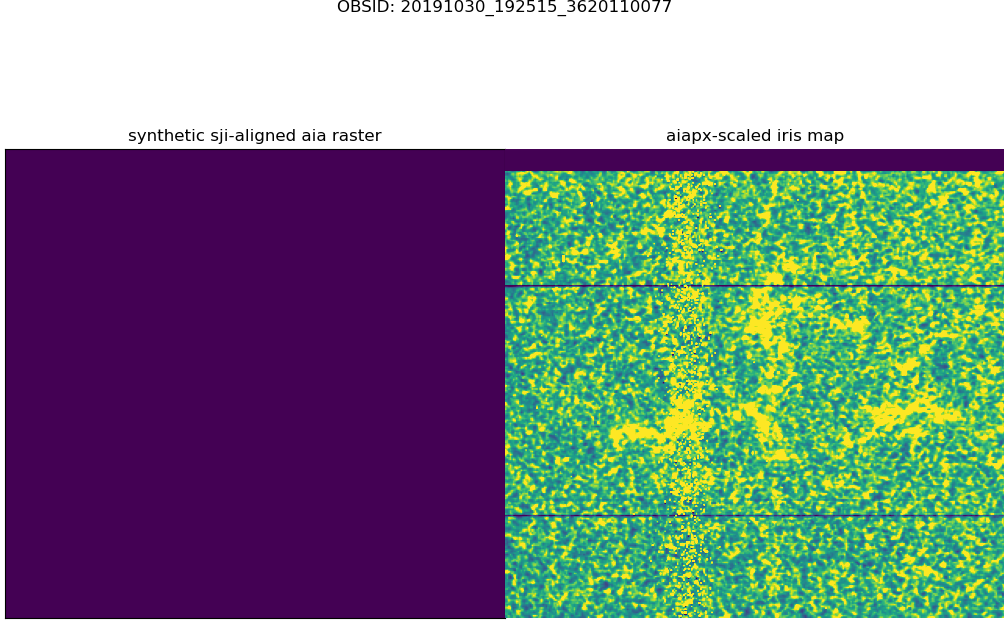 OBSID: 20191030_192515_3620110077
synthetic sji-aligned aia raster
aiapx-scaled iris map